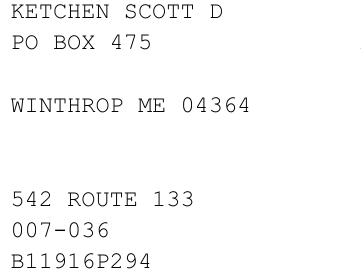 KETCHEN SCOTT D
PO BOX 475
WINTHROP ME 04364
542 ROUTE 133
007-036
B11916P294